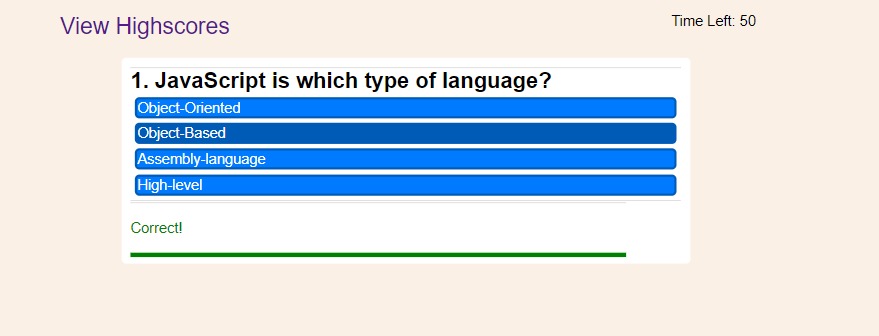 View Highscores
Time Left: 50
1. JavaScript is which type of language?
Object-Oriented
Object-Based
Assembly-language
High-level
Correct!